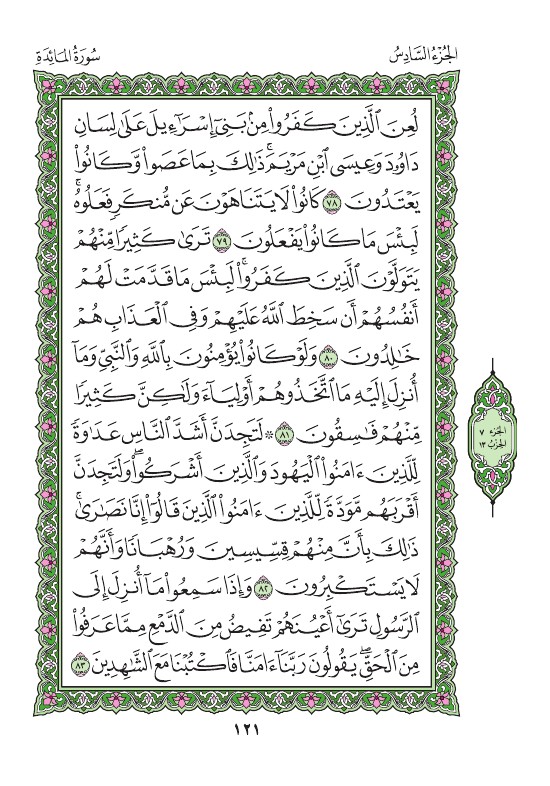 الجُزْءُ السَّادِسُ
سُورَةُ المَائِدَةِ
لُعِنَ ٱلَّذِينَ كَفَرُواْ مِنۢ بَنِيٓ إِسۡرَٰٓءِيلَ عَلَىٰ لِسَانِ
دَاوُۥدَ وَعِيسَى ٱبۡنِ مَرۡيَمَۚ ذَٰلِكَ بِمَا عَصَواْ وَّكَانُواْ
يَعۡتَدُونَ ٧٨ كَانُواْ لَا يَتَنَاهَوۡنَ عَن مُّنكَرٖ فَعَلُوهُۚ
لَبِئۡسَ مَا كَانُواْ يَفۡعَلُونَ ٧٩ تَرَىٰ كَثِيرٗا مِّنۡهُمۡ
يَتَوَلَّوۡنَ ٱلَّذِينَ كَفَرُواْۚ لَبِئۡسَ مَا قَدَّمَتۡ لَهُمۡ
أَنفُسُهُمۡ أَن سَخِطَ ٱللَّهُ عَلَيۡهِمۡ وَفِي ٱلۡعَذَابِ هُمۡ
خَٰلِدُونَ ٨٠ وَلَوۡ كَانُواْ يُؤۡمِنُونَ بِٱللَّهِ وَٱلنَّبِيِّ وَمَآ
أُنزِلَ إِلَيۡهِ مَا ٱتَّخَذُوهُمۡ أَوۡلِيَآءَ وَلَٰكِنَّ كَثِيرٗا
مِّنۡهُمۡ فَٰسِقُونَ ٨١ ۞ لَتَجِدَنَّ أَشَدَّ ٱلنَّاسِ عَدَٰوَةٗ
لِّلَّذِينَ ءَامَنُواْ ٱلۡيَهُودَ وَٱلَّذِينَ أَشۡرَكُواْۖ وَلَتَجِدَنَّ
أَقۡرَبَهُم مَّوَدَّةٗ لِّلَّذِينَ ءَامَنُواْ ٱلَّذِينَ قَالُوٓاْ إِنَّا نَصَٰرَىٰۚ
ذَٰلِكَ بِأَنَّ مِنۡهُمۡ قِسِّيسِينَ وَرُهۡبَانٗا وَأَنَّهُمۡ
لَا يَسۡتَكۡبِرُونَ ٨٢ وَإِذَا سَمِعُواْ مَآ أُنزِلَ إِلَى
ٱلرَّسُولِ تَرَىٰٓ أَعۡيُنَهُمۡ تَفِيضُ مِنَ ٱلدَّمۡعِ مِمَّا عَرَفُواْ
مِنَ ٱلۡحَقِّۖ يَقُولُونَ رَبَّنَآ ءَامَنَّا فَٱكۡتُبۡنَا مَعَ ٱلشَّٰهِدِينَ ٨٣
الجزء ٧
الحزب ١٣
١٢١